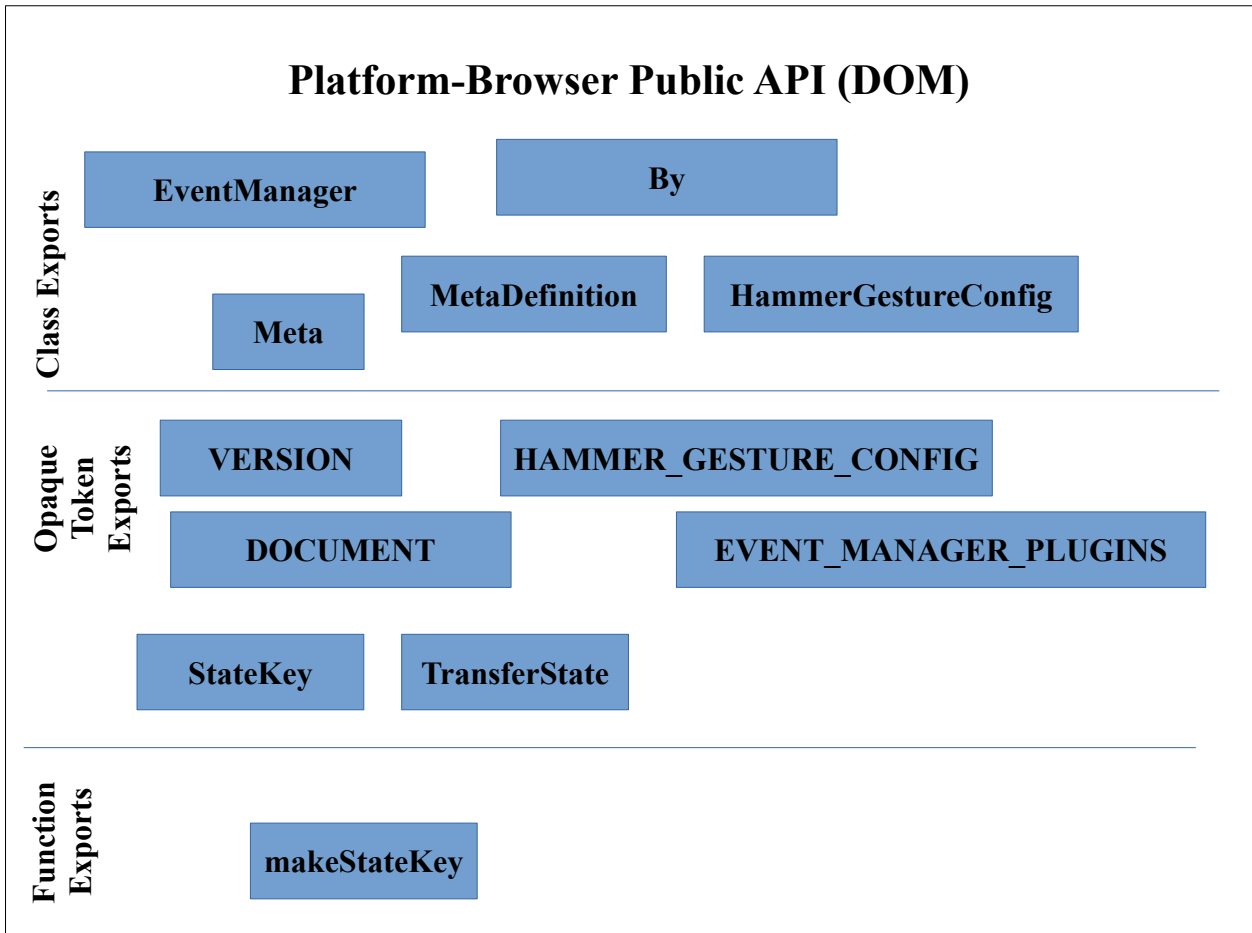 Platform-Browser Public API (DOM)
Class Exports
EventManager
By
MetaDefinition
HammerGestureConfig
Meta
Opaque
Token
Exports
VERSION
HAMMER_GESTURE_CONFIG
DOCUMENT
EVENT_MANAGER_PLUGINS
StateKey
TransferState
Function
Exports
makeStateKey